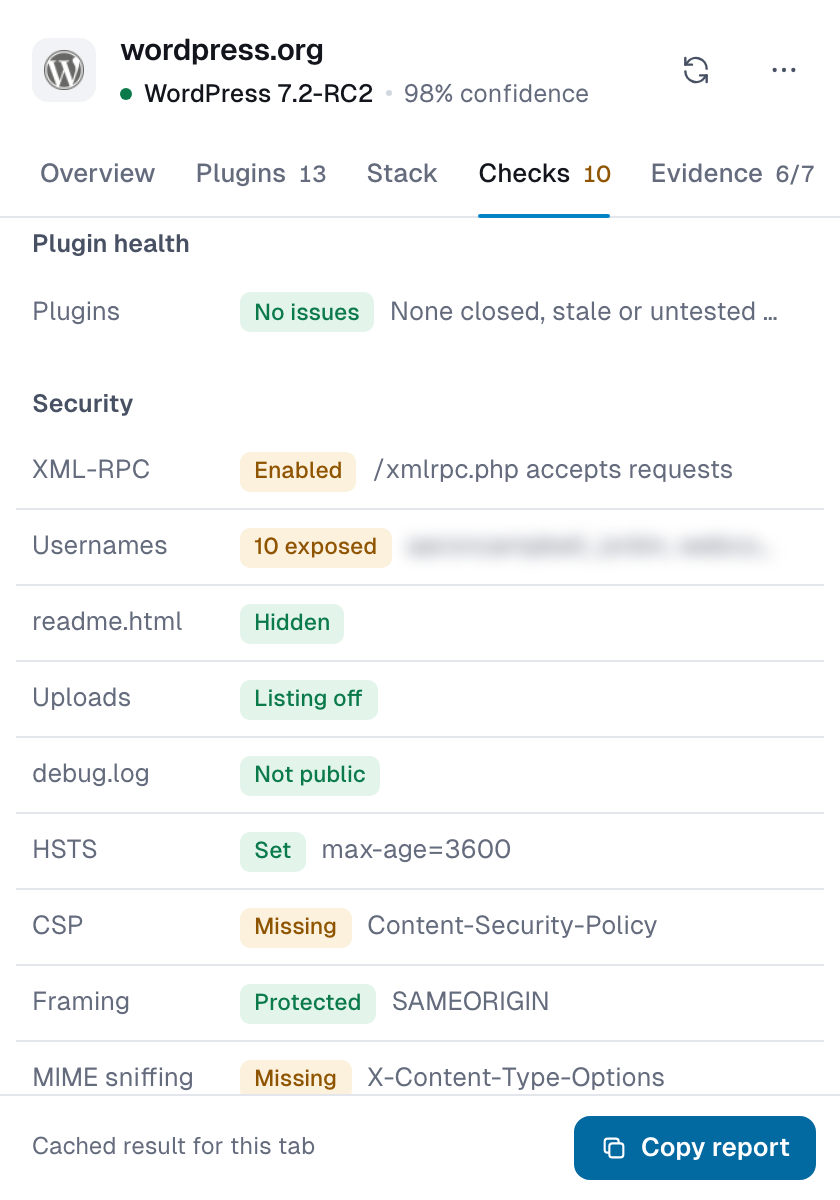 wordpress.org
WordPress 7.2-RC2 • 98% confidence
Overview Plugins 13 Stack Checks 10 Evidence 6/7
Plugin health
Plugins No issues None closed, stale or untested ...
Security
XML-RPC Enabled /xmlrpc.php accepts requests
Usernames 10 exposed
readme.html Hidden
Uploads Listing off
debug.log Not public
HSTS Set max-age=3600
CSP Missing Content-Security-Policy
Framing Protected SAMEORIGIN
MIME sniffing Missing X-Content-Type-Options
Cached result for this tab Copy report